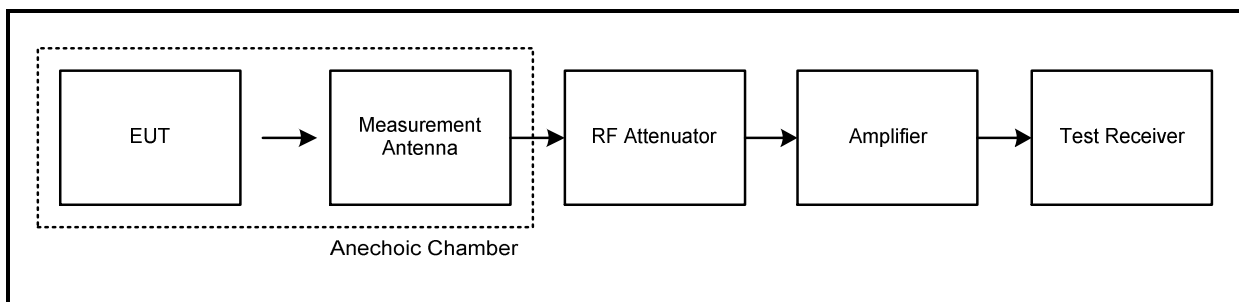 EUT
Measurement
Antenna
RF Attenuator
Amplifier
Test Receiver
Anechoic Chamber